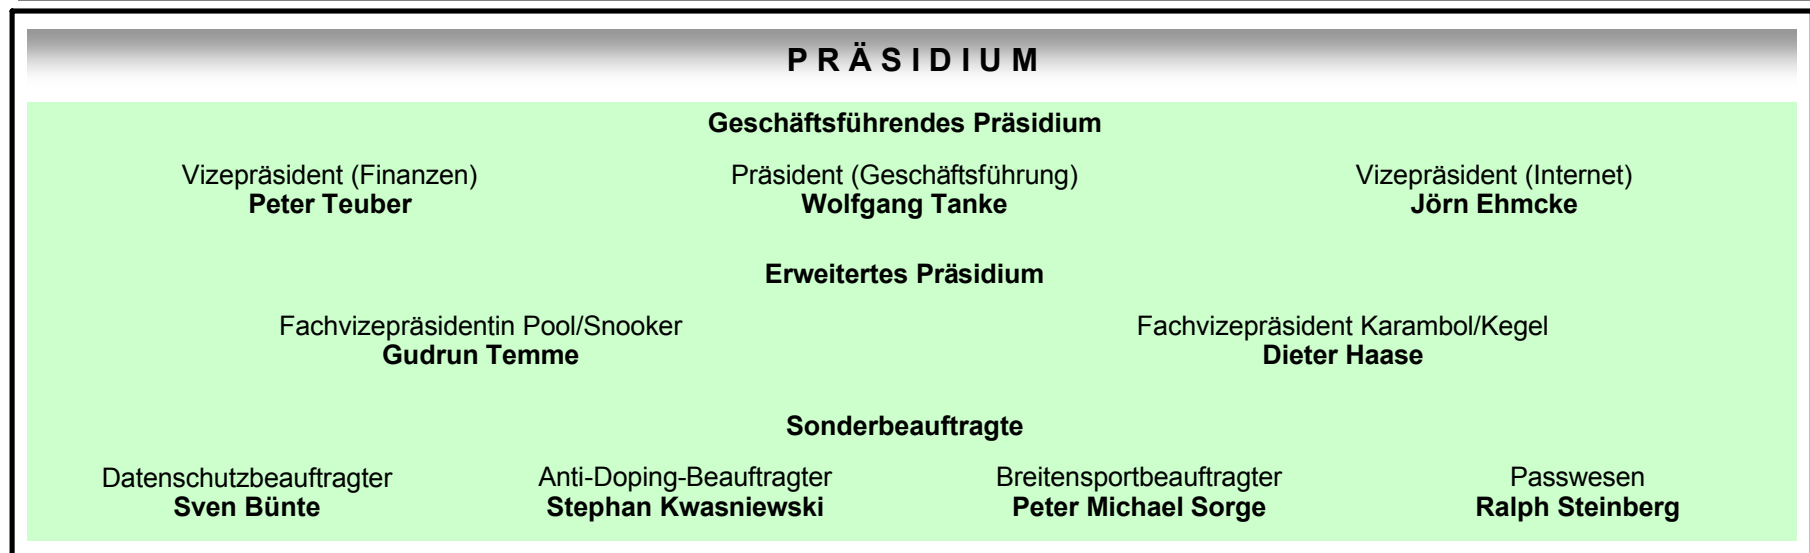 PRÄSIDIUM
Geschäftsführendes Präsidium
Vizepräsident (Finanzen) Präsident (Geschäftsführung) Vizepräsident (Internet)
Peter Teuber Wolfgang Tanke Jörn Ehmcke
Erweitertes Präsidium
Fachvizepräsidentin Pool/Snooker Fachvizepräsident Karambol/Kegel
Gudrun Temme Dieter Haase
Sonderbeauftragte
Datenschutzbeauftragter Anti-Doping-Beauftragter Breitensportbeauftragter Passwesen
Sven Bünte Stephan Kwasniewski Peter Michael Sorge Ralph Steinberg